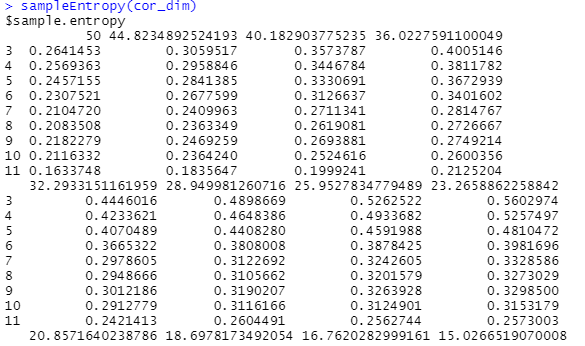 > sampleEntropy(cor_dim)
$sample.entropy
50 44.8234892524193 40.182903775235 36.0227591100049
3 0.2641453 0.3059517 0.3573787 0.4005146
4 0.2569363 0.2958846 0.3446784 0.3811782
5 0.2457155 0.2841385 0.3330691 0.3672939
6 0.2307521 0.2677599 0.3126637 0.3401602
7 0.2104720 0.2409963 0.2711341 0.2814767
8 0.2083508 0.2363349 0.2619081 0.2726667
9 0.2182279 0.2469259 0.2693881 0.2749214
10 0.2116332 0.2364240 0.2524616 0.2600356
11 0.1633748 0.1835647 0.1999241 0.2125204
32.2933151161959 28.949981260716 25.9527834779489 23.2658862258842
3 0.4446016 0.4898669 0.5262522 0.5602974
4 0.4233621 0.4648386 0.4933682 0.5257497
5 0.4070489 0.4408280 0.4591988 0.4810472
6 0.3665322 0.3808008 0.3878425 0.3981696
7 0.2978605 0.3122692 0.3242605 0.3328586
8 0.2948666 0.3105662 0.3201579 0.3273029
9 0.3012186 0.3190207 0.3263928 0.3298500
10 0.2912779 0.3116166 0.3124901 0.3153179
11 0.2421413 0.2604491 0.2562744 0.2573003
20.8571640238786 18.6978173492054 16.7620282999161 15.0266519070008